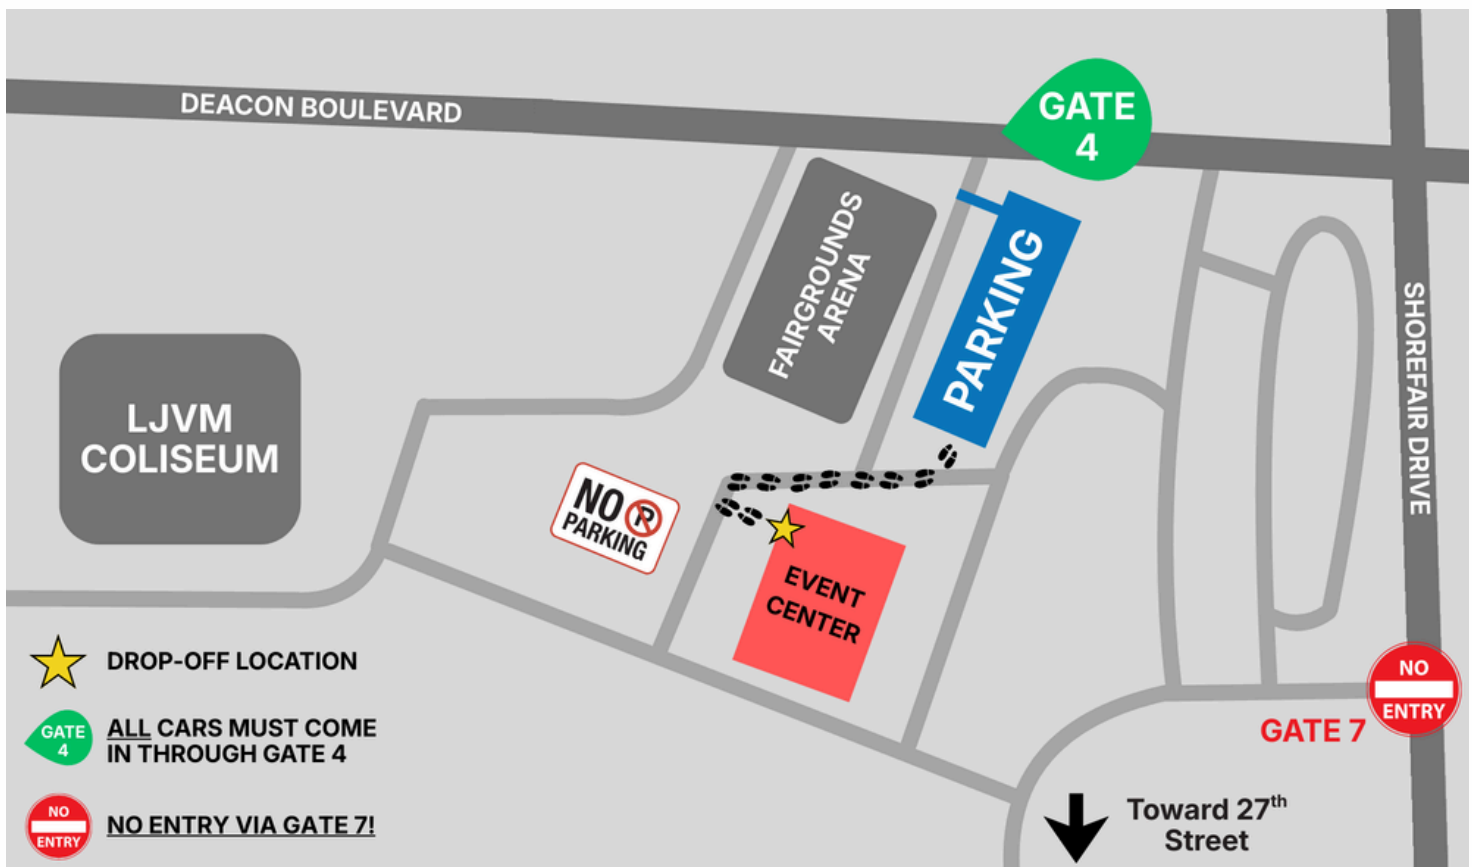 DEACON BOULEVARD
GATE
4
FAIRGROUNDS
ARENA
PARKING
SHOREFAIR DRIVE
LJVM
COLISEUM
NO P
PARKING
EVENT
CENTER
DROP-OFF LOCATION
GATE
4
ALL CARS MUST COME
IN THROUGH GATE 4
NO
ENTRY
NO ENTRY VIA GATE 7!
NO
ENTRY
GATE 7
Toward 27th
Street